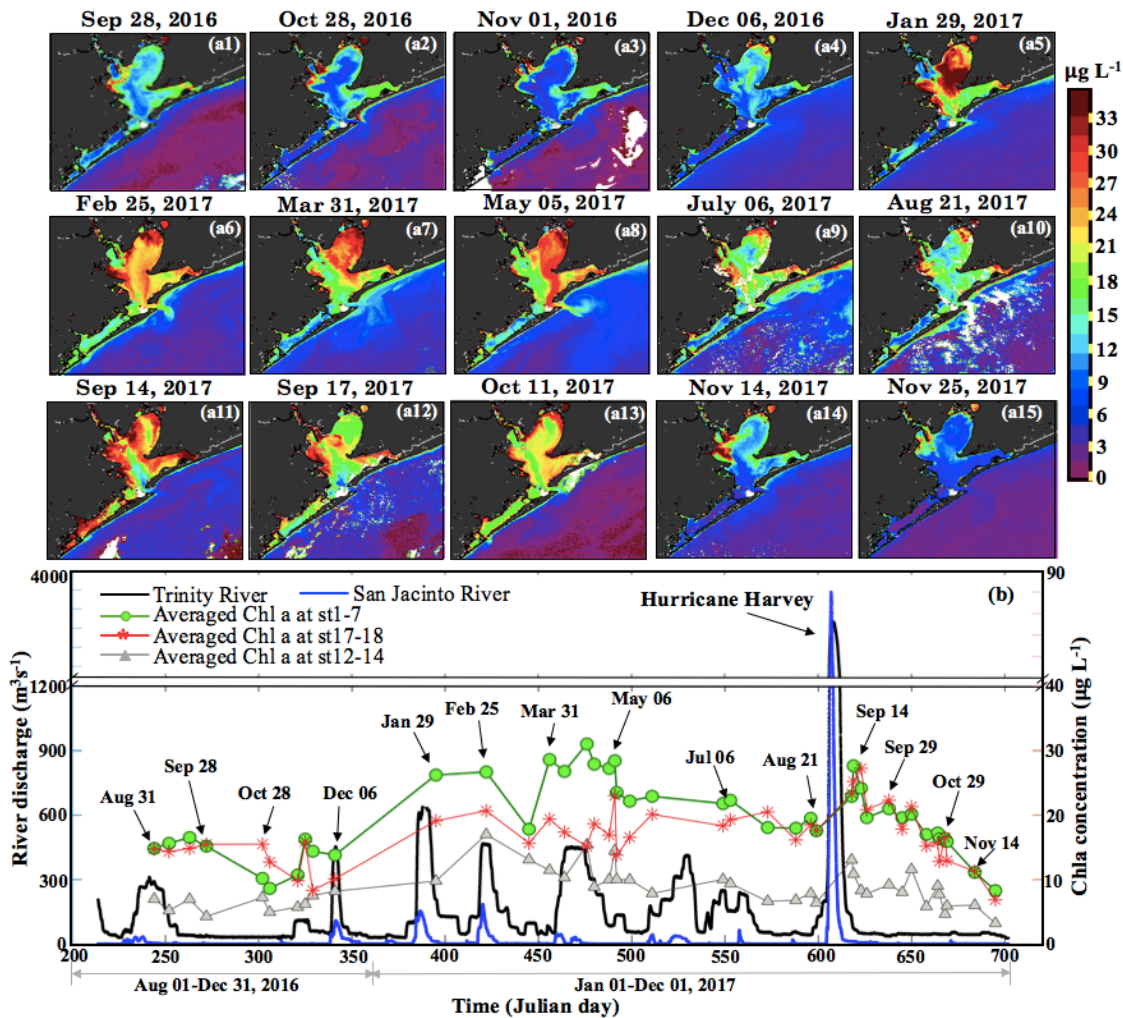 Sep 28, 2016 Oct 28, 2016 Nov 01, 2016 Dec 06, 2016 Jan 29, 2017
(a1) (a2) (a3) (a4) (a5)
µg L⁻¹
Feb 25, 2017 Mar 31, 2017 May 05, 2017 July 06, 2017 Aug 21, 2017
(a6) (a7) (a8) (a9) (a10)
Sep 14, 2017 Sep 17, 2017 Oct 11, 2017 Nov 14, 2017 Nov 25, 2017
(a11) (a12) (a13) (a14) (a15)
33
30
27
24
21
18
15
12
9
6
3
0
(b)
Trinity River San Jacinto River
Averaged Chl a at st1-7
Averaged Chl a at st17-18
Averaged Chl a at st12-14
Hurricane Harvey
Aug 31
Sep 28
Oct 28
Dec 06
Jan 29
Feb 25
Mar 31
May 06
Jul 06
Aug 21
Sep 14
Sep 29
Oct 29
Nov 14
River discharge (m³s⁻¹)
4000
1200
900
600
300
0
Chla concentration (µg L⁻¹)
90
40
30
20
10
0
200 250 300 350 400 450 500 550 600 650 700
Aug 01-Dec 31, 2016 Jan 01-Dec 01, 2017
Time (Julian day)